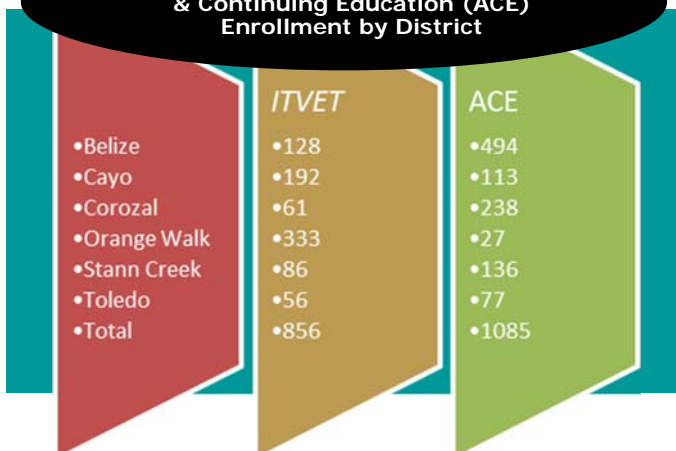 & Continuing Education (ACE)
Enrollment by District
•Belize
•Cayo
•Corozal
•Orange Walk
•Stann Creek
•Toledo
•Total
ITVET
•128
•192
•61
•333
•86
•56
•856
ACE
•494
•113
•238
•27
•136
•77
•1085